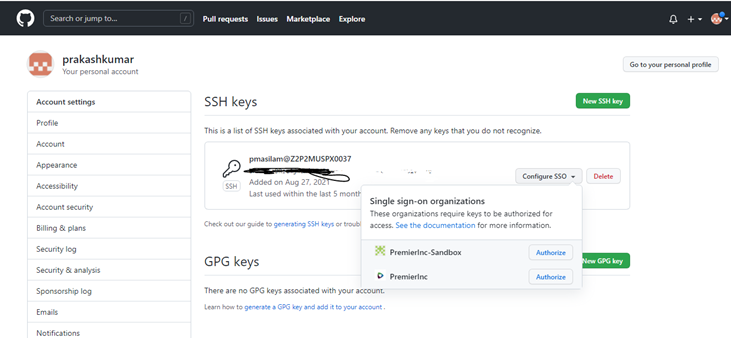 Search or jump to...
/
Pull requests
Issues
Marketplace
Explore
prakashkumar
Your personal account
Go to your personal profile
Account settings
Profile
Account
Appearance
Accessibility
Account security
Billing & plans
Security log
Security & analysis
Sponsorship log
Emails
Notifications
SSH keys
New SSH key
This is a list of SSH keys associated with your account. Remove any keys that you do not recognize.
pmasilam@Z2P2MUSPX0037
SSH
Added on Aug 27, 2021
Last used within the last 5 month
Configure SSO
Delete
Single sign-on organizations
These organizations require keys to be authorized for
access. See the documentation for more information.
PremierInc-Sandbox
Authorize
PremierInc
Authorize
Check out our guide to generating SSH keys or troubl
GPG keys
New GPG key
There are no GPG keys associated with your account.
Learn how to generate a GPG key and add it to your account .